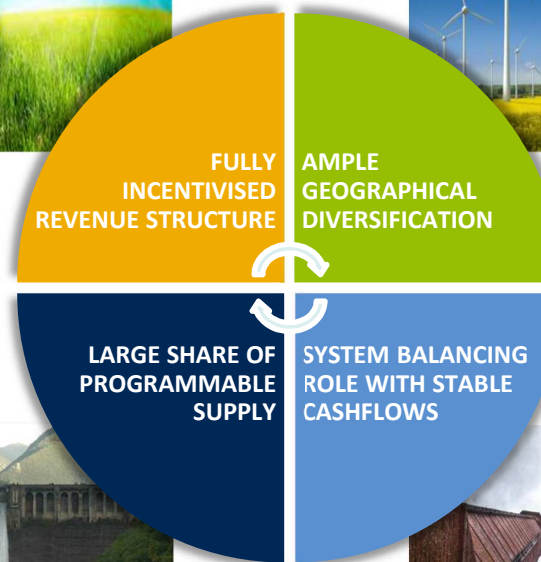 FULLY
INCENTIVISED
REVENUE STRUCTURE
AMPLE
GEOGRAPHICAL
DIVERSIFICATION
LARGE SHARE OF
PROGRAMMABLE
SUPPLY
SYSTEM BALANCING
ROLE WITH STABLE
CASHFLOWS